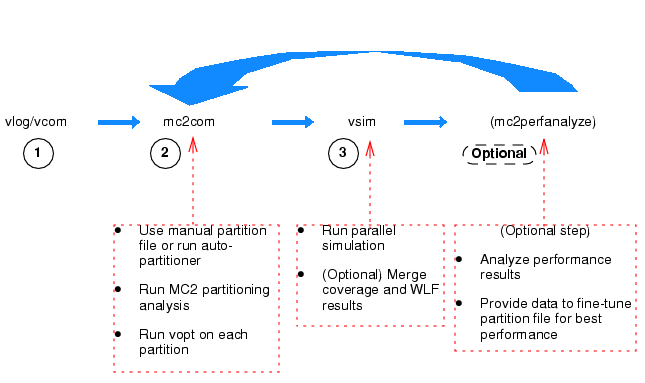 vlog/vcom
mc2com
vsim
(mc2perfanalyze)
1
2
3
Optional
Use manual partition
file or run auto-
partitioner
Run MC2 partitioning
analysis
Run vopt on each
partition
Run parallel
simulation
(Optional) Merge
coverage and WLF
results
(Optional step)
Analyze performance
results
Provide data to fine-tune
partition file for best
performance